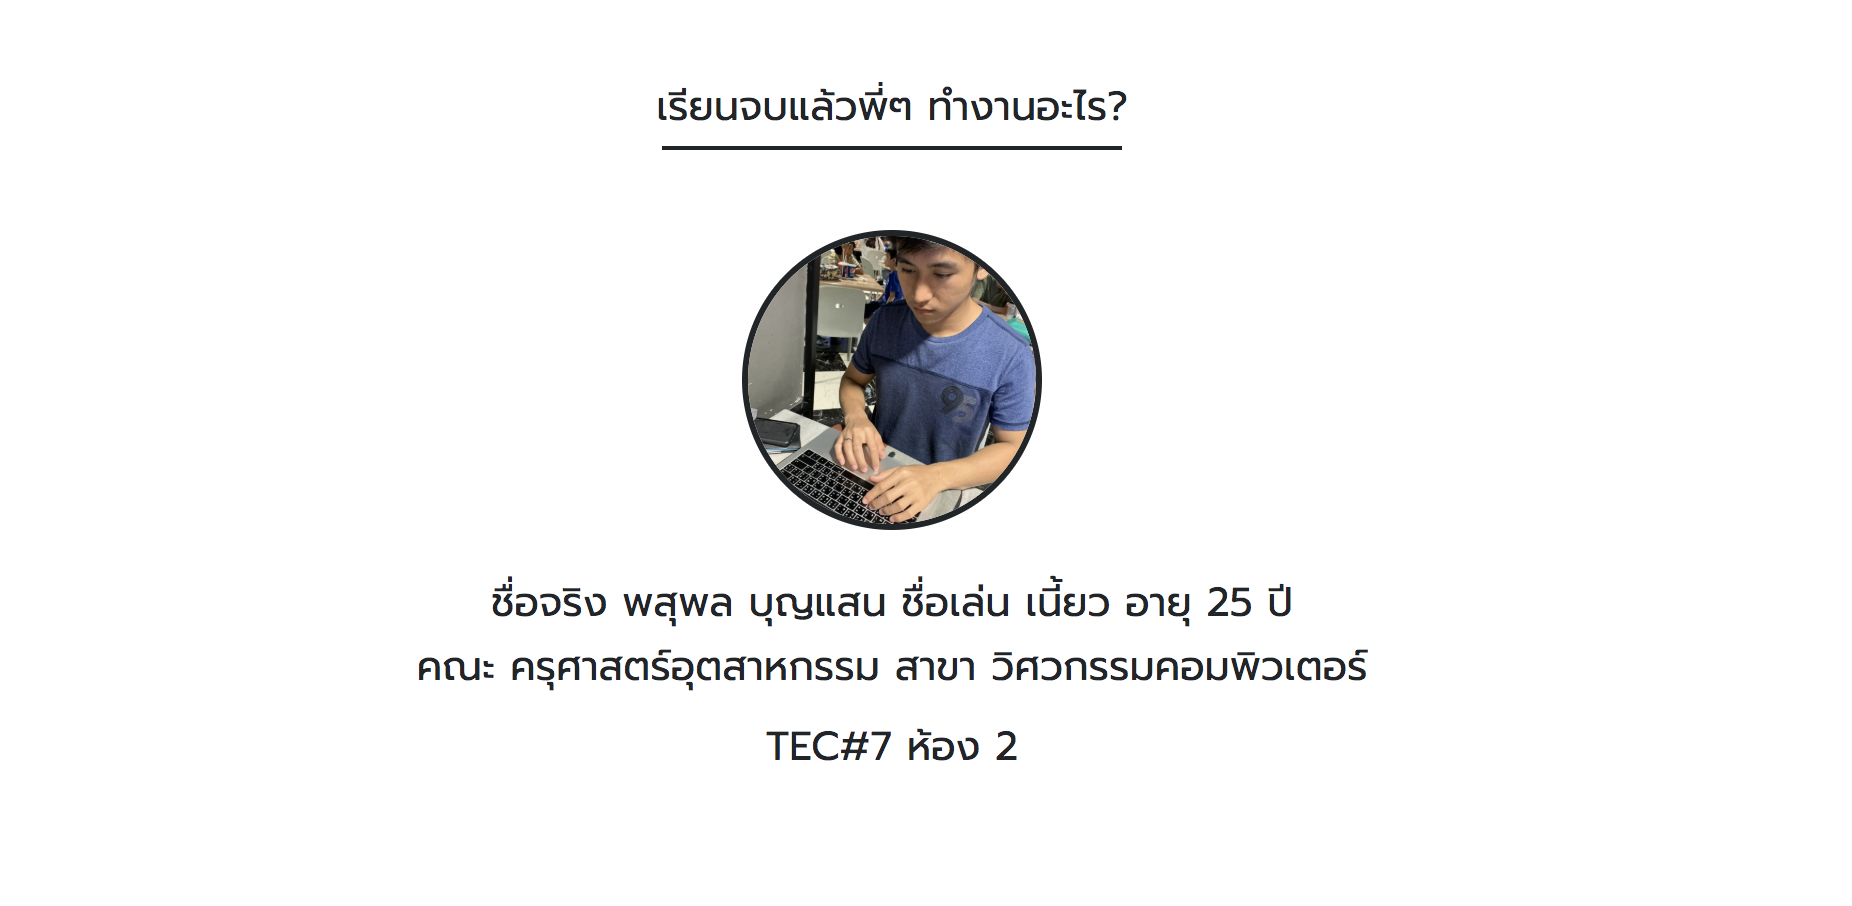 เรียนจบแล้วพี่ๆ ทำงานอะไร?
95
ชื่อจริง พสุพล บุญแสน ชื่อเล่น เนี้ยว อายุ 25 ปี
คณะ ครุศาสตร์อุตสาหกรรม สาขา วิศวกรรมคอมพิวเตอร์
TEC#7 ห้อง 2